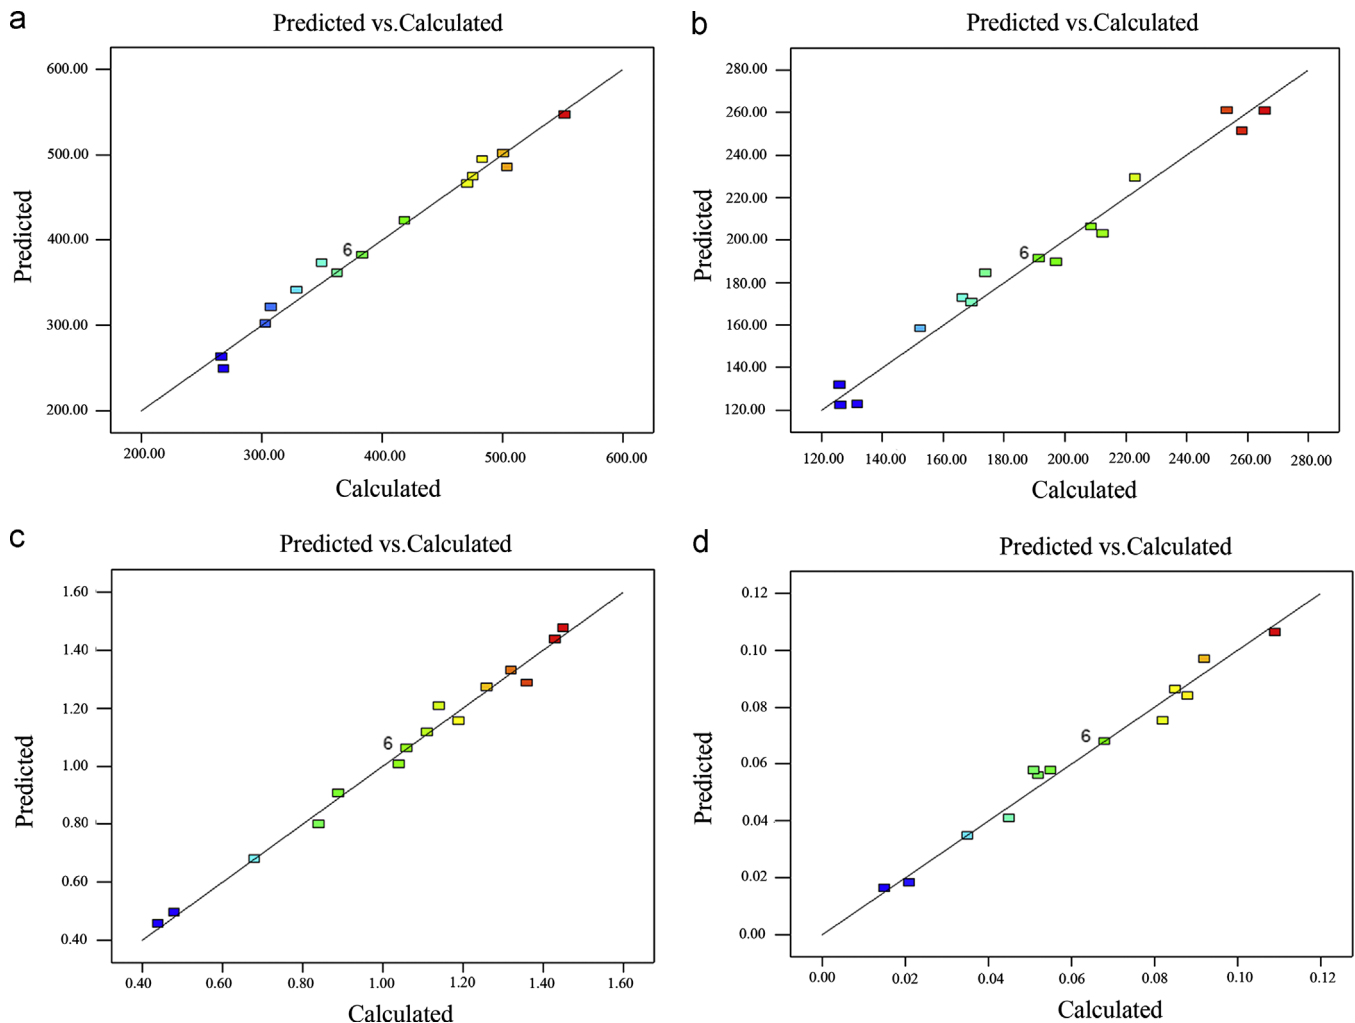 a
Predicted vs.Calculated
600.00
500.00
400.00
300.00
200.00
6
Predicted
200.00 300.00 400.00 500.00 600.00
Calculated
b
Predicted vs.Calculated
280.00
260.00
240.00
220.00
200.00
180.00
160.00
140.00
120.00
6
Predicted
120.00 140.00 160.00 180.00 200.00 220.00 240.00 260.00 280.00
Calculated
c
Predicted vs.Calculated
1.60
1.40
1.20
1.00
0.80
0.60
0.40
6
Predicted
0.40 0.60 0.80 1.00 1.20 1.40 1.60
Calculated
d
Predicted vs.Calculated
0.12
0.10
0.08
0.06
0.04
0.02
0.00
6
Predicted
0.00 0.02 0.04 0.06 0.08 0.10 0.12
Calculated